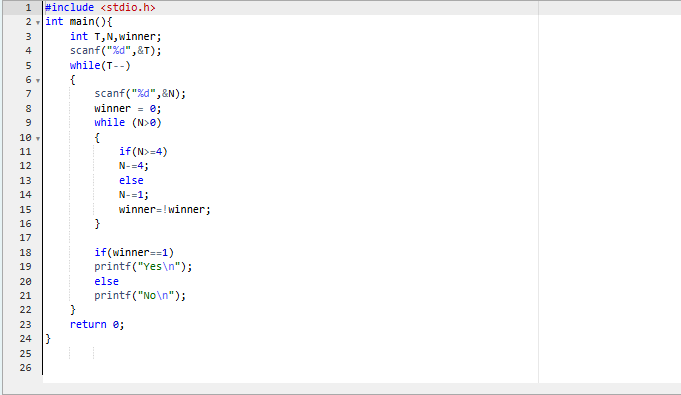 1 #include <stdio.h>
2 int main(){
3 int T,N,winner;
4 scanf("%d",&T);
5 while(T--)
6 {
7 scanf("%d",&N);
8 winner = 0;
9 while (N>0)
10 {
11 if(N>=4)
12 N-=4;
13 else
14 N-=1;
15 winner=!winner;
16 }
17
18 if(winner==1)
19 printf("Yes\n");
20 else
21 printf("No\n");
22 }
23 return 0;
24 }
25
26